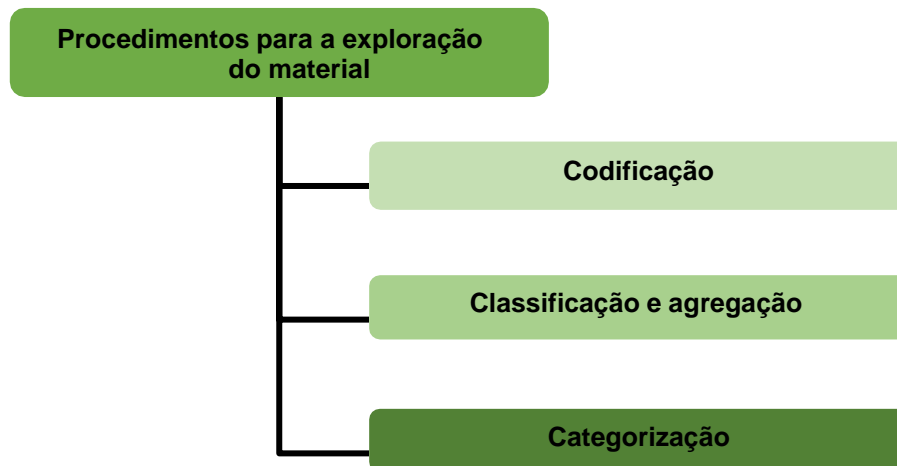 Procedimentos para a exploração
do material
Codificação
Classificação e agregação
Categorização